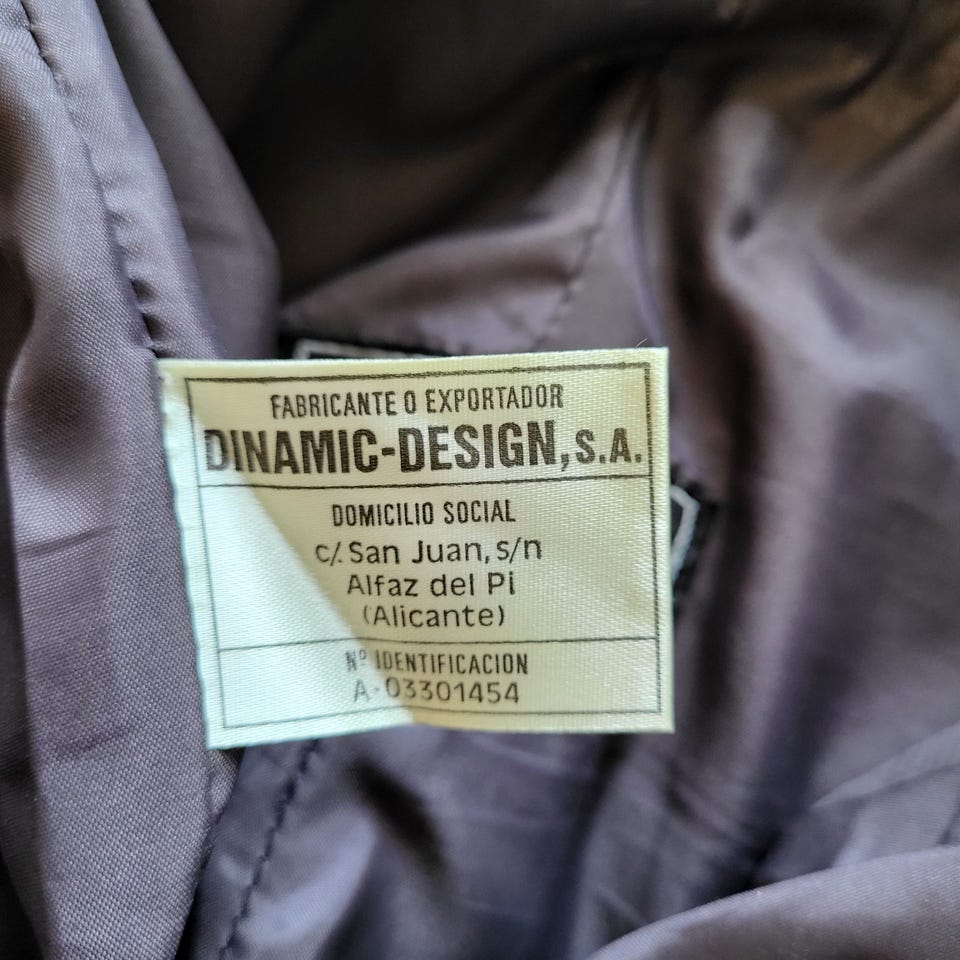 FABRICANTE O EXPORTADOR
DINAMIC-DESIGN, S.A.
DOMICILIO SOCIAL
c/. San Juan, s/n
Alfaz del Pi
(Alicante)
Nº IDENTIFICACION
A-03301454